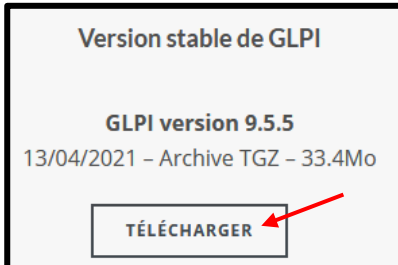 Version stable de GLPI
GLPI version 9.5.5
13/04/2021 – Archive TGZ – 33.4Mo
TÉLÉCHARGER